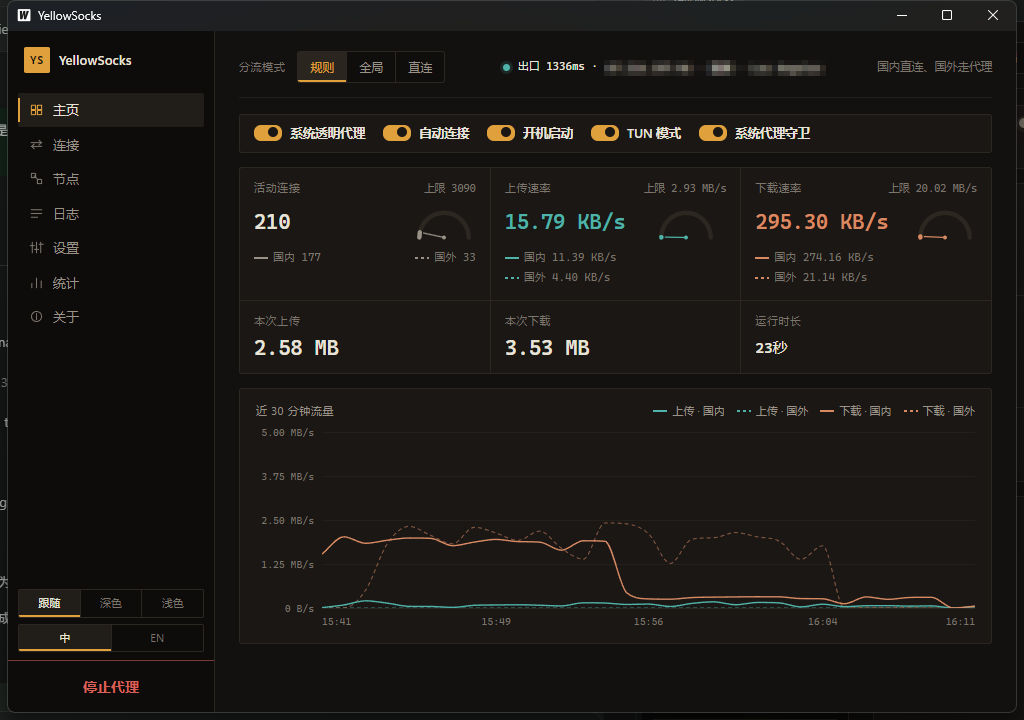 YellowSocks
YS YellowSocks
主页
连接
节点
日志
设置
统计
关于
跟随 深色 浅色
中 EN
停止代理
分流模式 规则 全局 直连 出口 1336ms · 国内直连、国外走代理
系统透明代理 自动连接 开机启动 TUN 模式 系统代理守卫
活动连接 上限 3090
210
国内 177 国外 33
上传速率 上限 2.93 MB/s
15.79 KB/s
国内 11.39 KB/s
国外 4.40 KB/s
下载速率 上限 20.02 MB/s
295.30 KB/s
国内 274.16 KB/s
国外 21.14 KB/s
本次上传
2.58 MB
本次下载
3.53 MB
运行时长
23秒
近 30 分钟流量 上传 · 国内 上传 · 国外 下载 · 国内 下载 · 国外
5.00 MB/s
3.75 MB/s
2.50 MB/s
1.25 MB/s
0 B/s
15:41 15:49 15:56 16:04 16:11